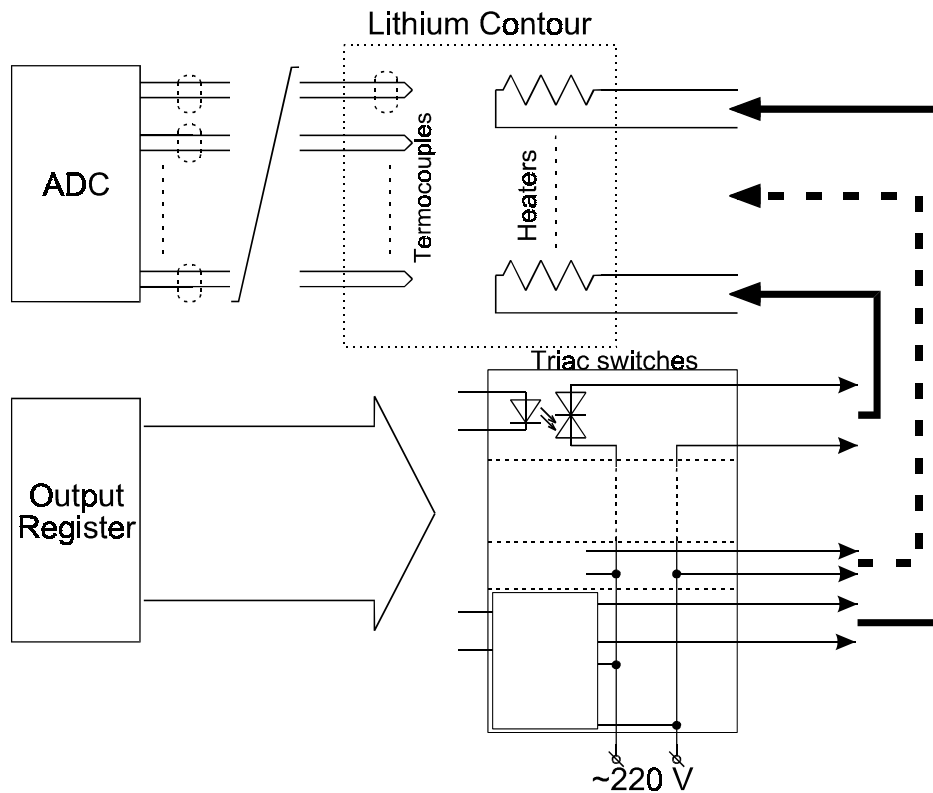 Lithium Contour
ADC
Termocouples
Heaters
Triac switches
Output
Register
~220 V